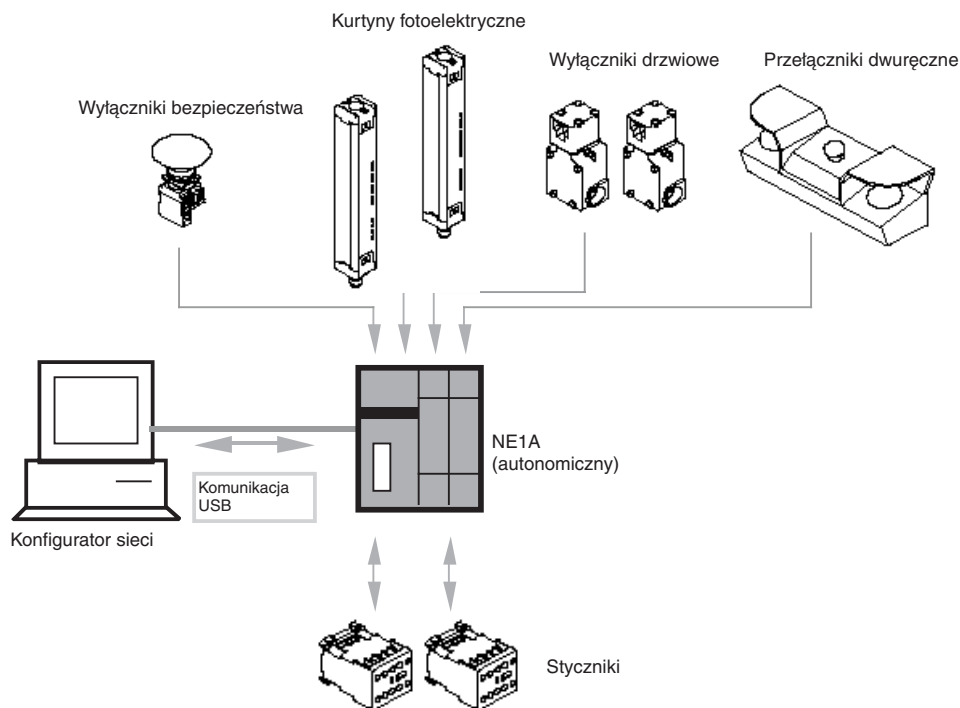 Kurtyny fotoelektryczne
Wyłączniki drzwiowe
Przełączniki dwuręczne
Wyłączniki bezpieczeństwa
NE1A
(autonomiczny)
Komunikacja
USB
Konfigurator sieci
Styczniki